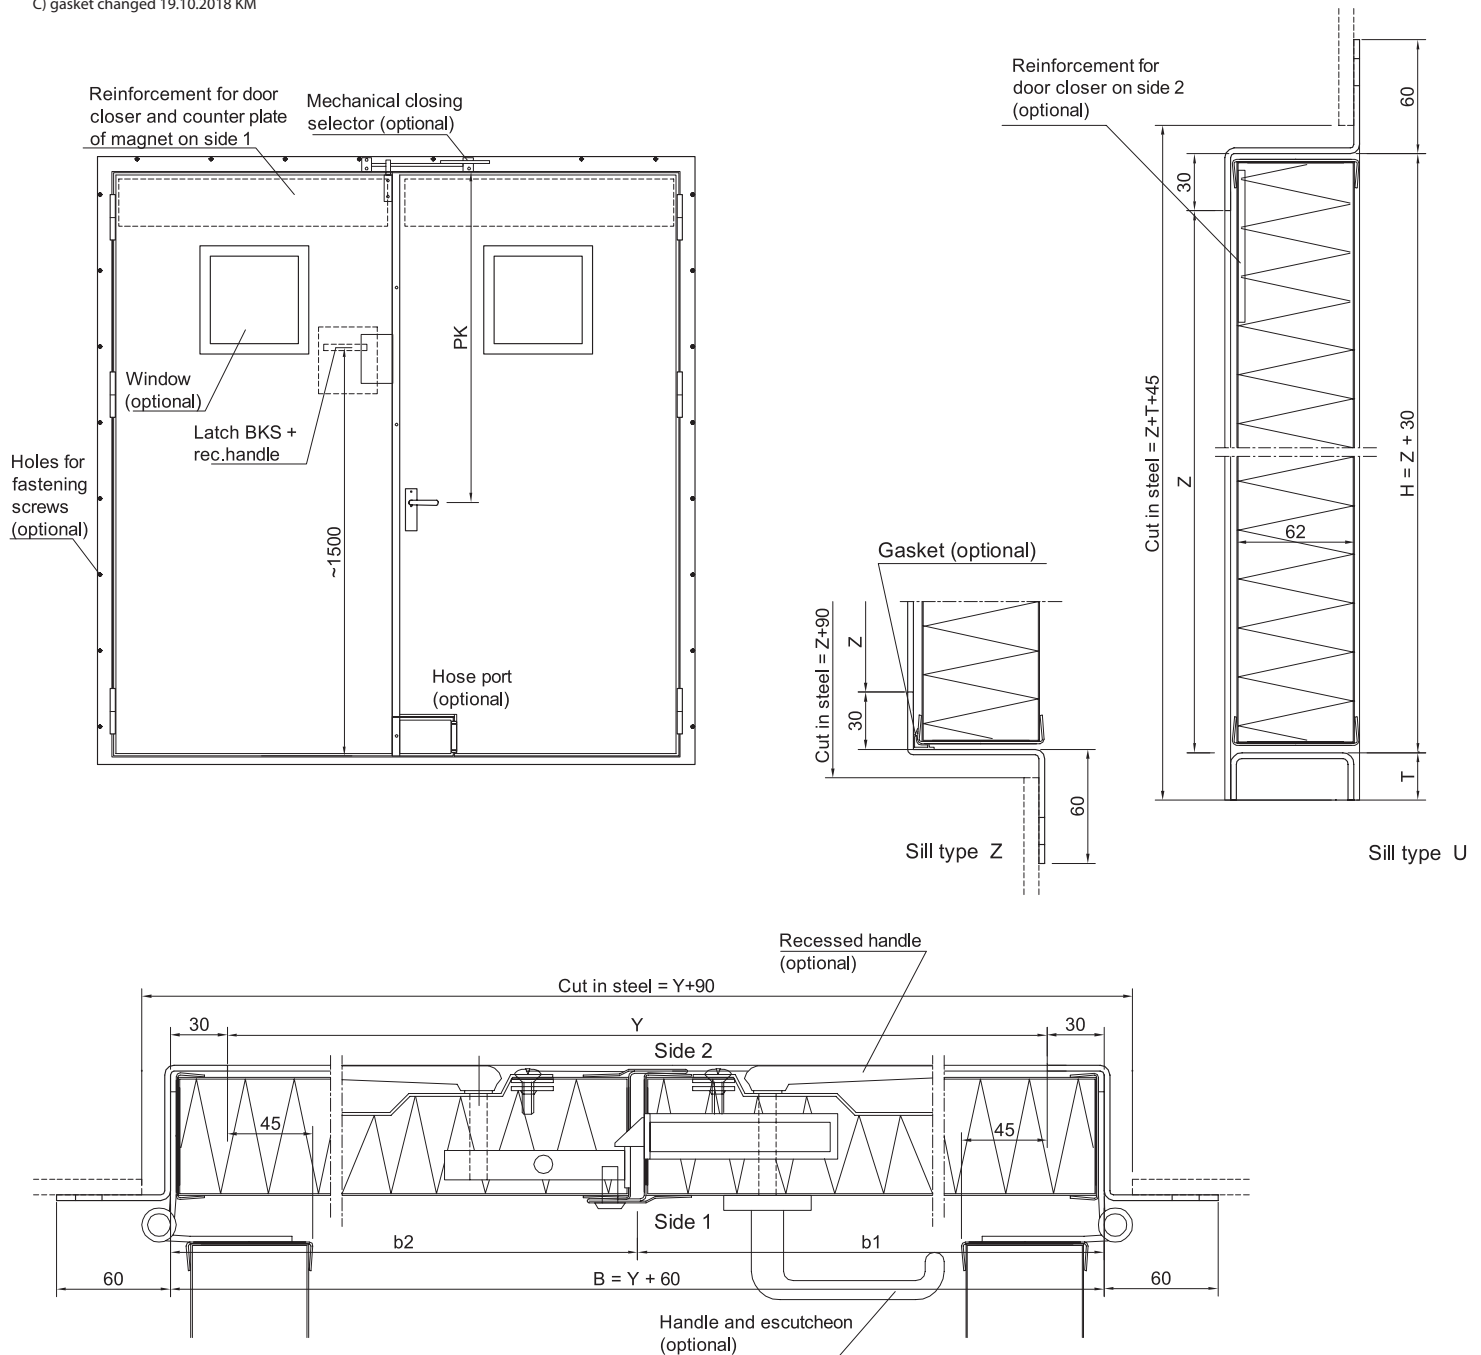 C) gasket changed 19.10.2018 KM
Reinforcement for door
closer and counter plate
of magnet on side 1
Mechanical closing
selector (optional)
PK
Window
(optional)
Latch BKS +
rec.handle
Holes for
fastening
screws
(optional)
~1500
Hose port
(optional)
Reinforcement for
door closer on side 2
(optional)
60
30
Cut in steel = Z+T+45
Z
H = Z + 30
62
T
Sill type U
Gasket (optional)
Cut in steel = Z+90
Z
30
60
Sill type Z
Recessed handle
(optional)
Cut in steel = Y+90
30
Y
30
Side 2
45
45
Side 1
b2
b1
60
B = Y + 60
60
Handle and escutcheon
(optional)